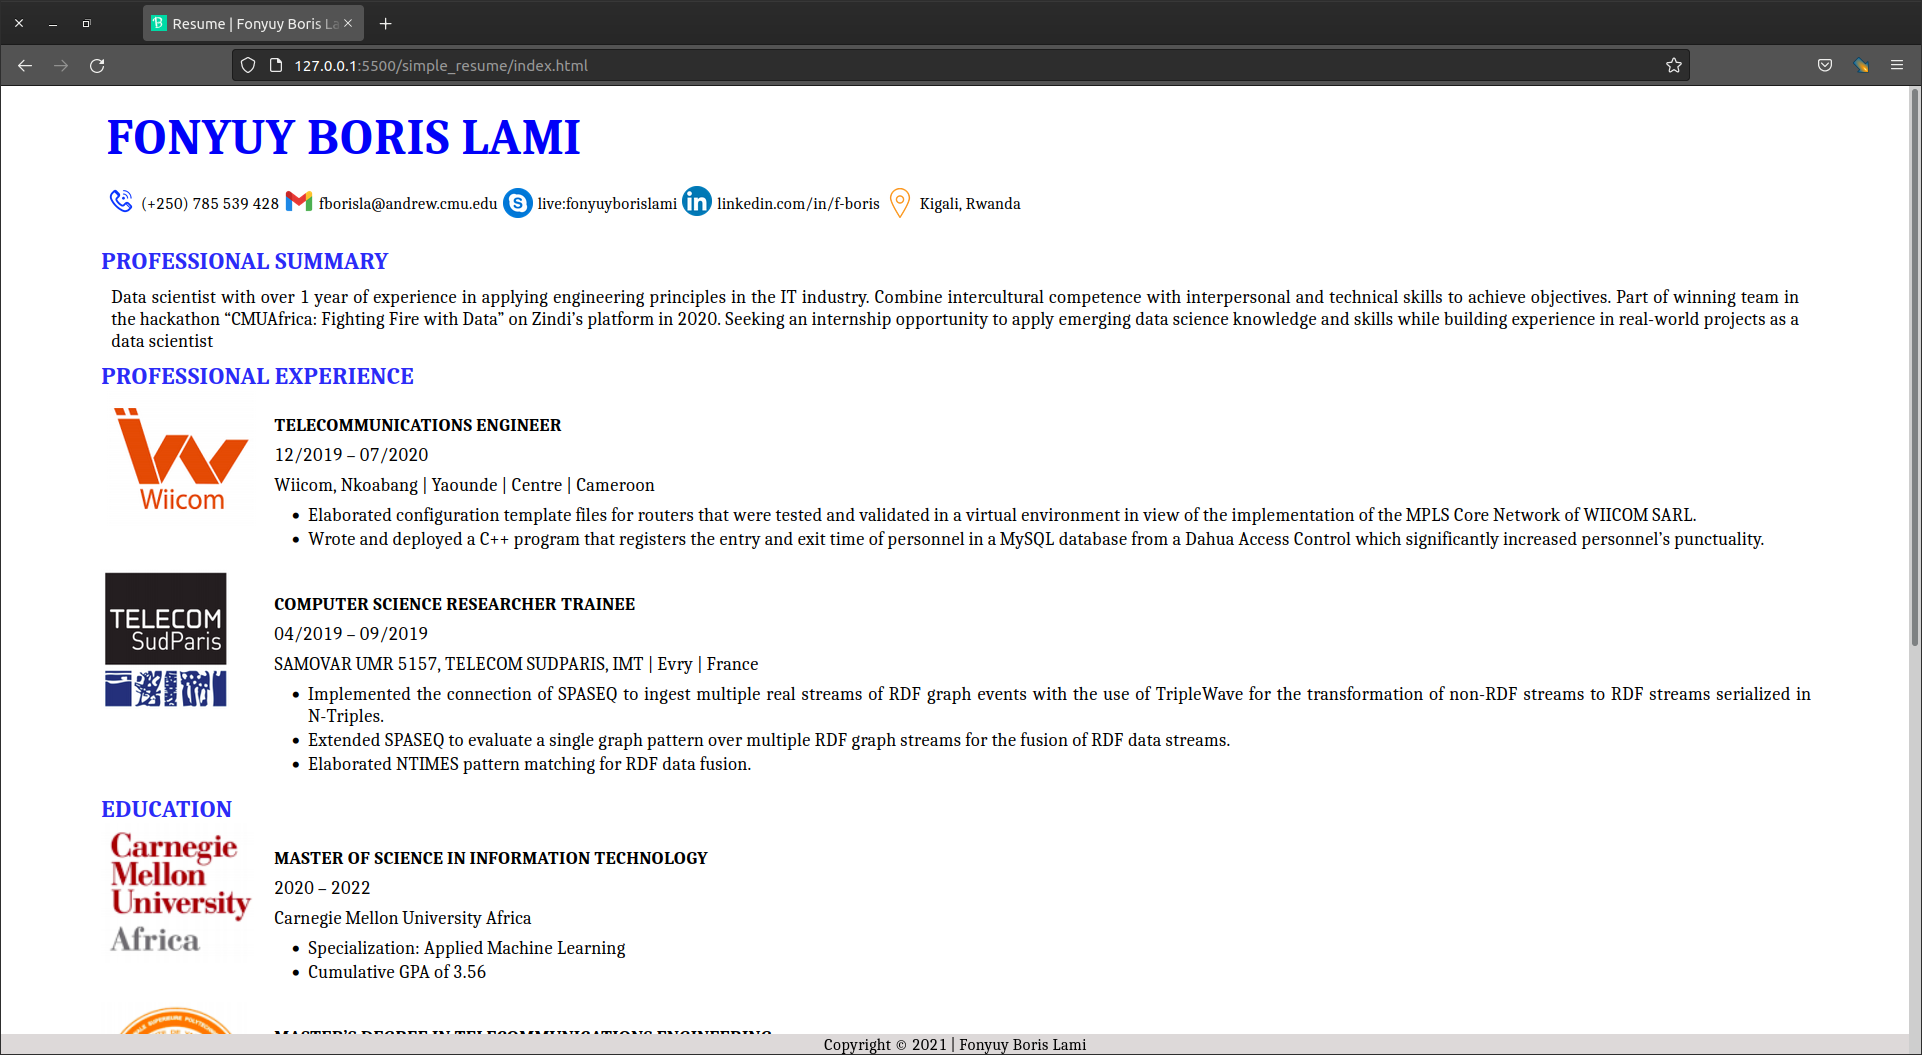 Resume | Fonyuy Boris La
127.0.0.1:5500/simple_resume/index.html
FONYUY BORIS LAMI
(+250) 785 539 428 fborisla@andrew.cmu.edu live:fonyuyborislami linkedin.com/in/f-boris Kigali, Rwanda
PROFESSIONAL SUMMARY
Data scientist with over 1 year of experience in applying engineering principles in the IT industry. Combine intercultural competence with interpersonal and technical skills to achieve objectives. Part of winning team in
the hackathon “CMUAfrica: Fighting Fire with Data” on Zindi’s platform in 2020. Seeking an internship opportunity to apply emerging data science knowledge and skills while building experience in real-world projects as a
data scientist
PROFESSIONAL EXPERIENCE
Wiicom
TELECOMMUNICATIONS ENGINEER
12/2019 – 07/2020
Wiicom, Nkoabang | Yaounde | Centre | Cameroon
• Elaborated configuration template files for routers that were tested and validated in a virtual environment in view of the implementation of the MPLS Core Network of WIICOM SARL.
• Wrote and deployed a C++ program that registers the entry and exit time of personnel in a MySQL database from a Dahua Access Control which significantly increased personnel’s punctuality.
TELECOM
SudParis
COMPUTER SCIENCE RESEARCHER TRAINEE
04/2019 – 09/2019
SAMOVAR UMR 5157, TELECOM SUDPARIS, IMT | Evry | France
• Implemented the connection of SPASEQ to ingest multiple real streams of RDF graph events with the use of TripleWave for the transformation of non-RDF streams to RDF streams serialized in
N-Triples.
• Extended SPASEQ to evaluate a single graph pattern over multiple RDF graph streams for the fusion of RDF data streams.
• Elaborated NTIMES pattern matching for RDF data fusion.
EDUCATION
Carnegie
Mellon
University
Africa
MASTER OF SCIENCE IN INFORMATION TECHNOLOGY
2020 – 2022
Carnegie Mellon University Africa
• Specialization: Applied Machine Learning
• Cumulative GPA of 3.56
MASTER’S DEGREE IN TELECOMMUNICATIONS ENGINEERING
Copyright © 2021 | Fonyuy Boris Lami